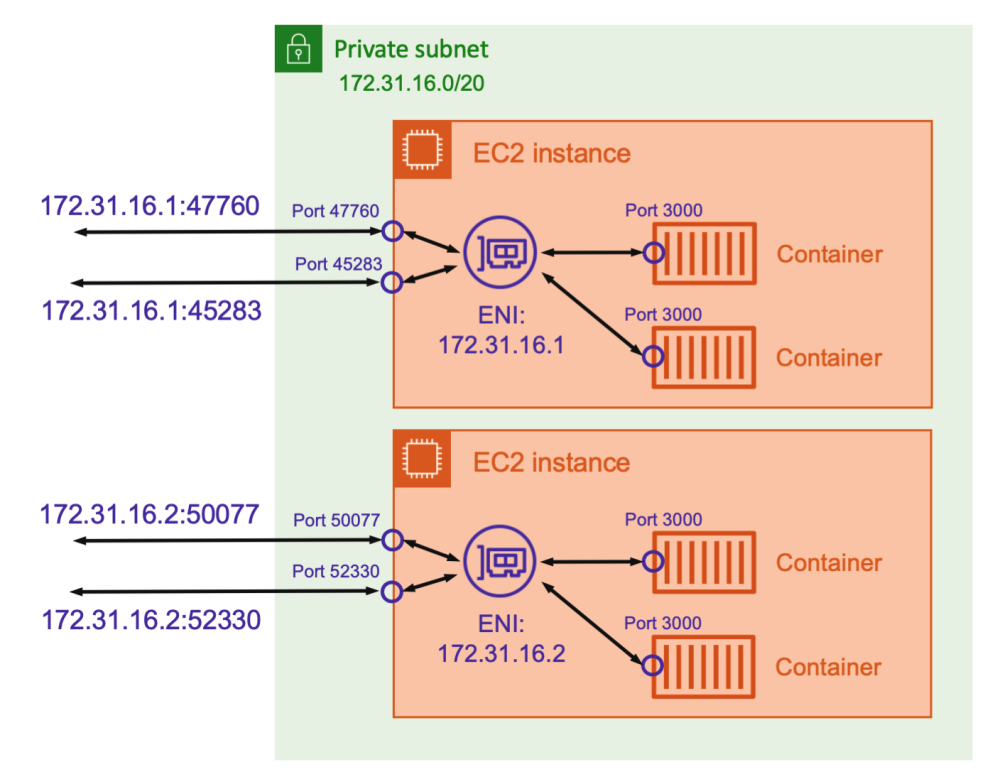 Private subnet
172.31.16.0/20
EC2 instance
172.31.16.1:47760
Port 47760
Port 3000
Container
Port 45283
172.31.16.1:45283
ENI:
172.31.16.1
Port 3000
Container
EC2 instance
172.31.16.2:50077
Port 50077
Port 3000
Container
Port 52330
172.31.16.2:52330
ENI:
172.31.16.2
Port 3000
Container